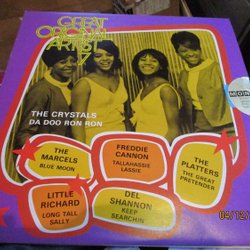 GREAT
ORIGINAL
ARTIST
7
THE CRYSTALS
DA DOO RON RON
THE
MARCELS
BLUE MOON
FREDDIE
CANNON
TALLAHASSIE
LASSIE
THE
PLATTERS
THE GREAT
PRETENDER
LITTLE
RICHARD
LONG TALL
SALLY
DEL
SHANNON
KEEP
SEARCHIN